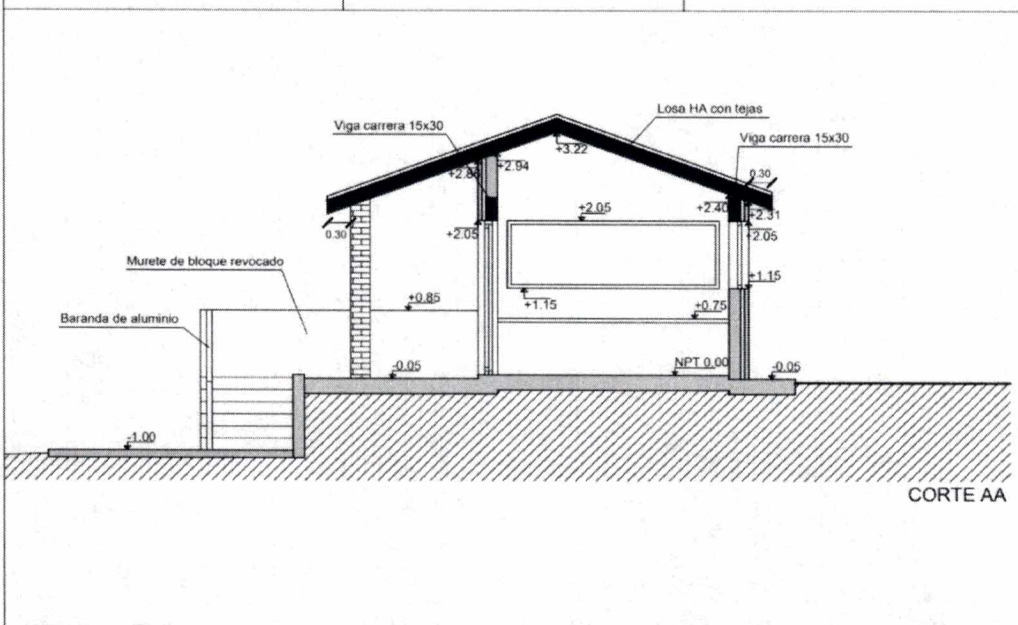 Losa HA con tejas
Viga carrera 15x30
Viga carrera 15x30
+3.22
+2.94
0.30
+2.40
+2.31
+2.05
+2.05
+2.05
0.30
Murete de bloque revocado
+1.15
+1.15
+0.85
+0.75
Baranda de aluminio
-0.05
NPT 0.00
-0.05
-1.00
CORTE AA